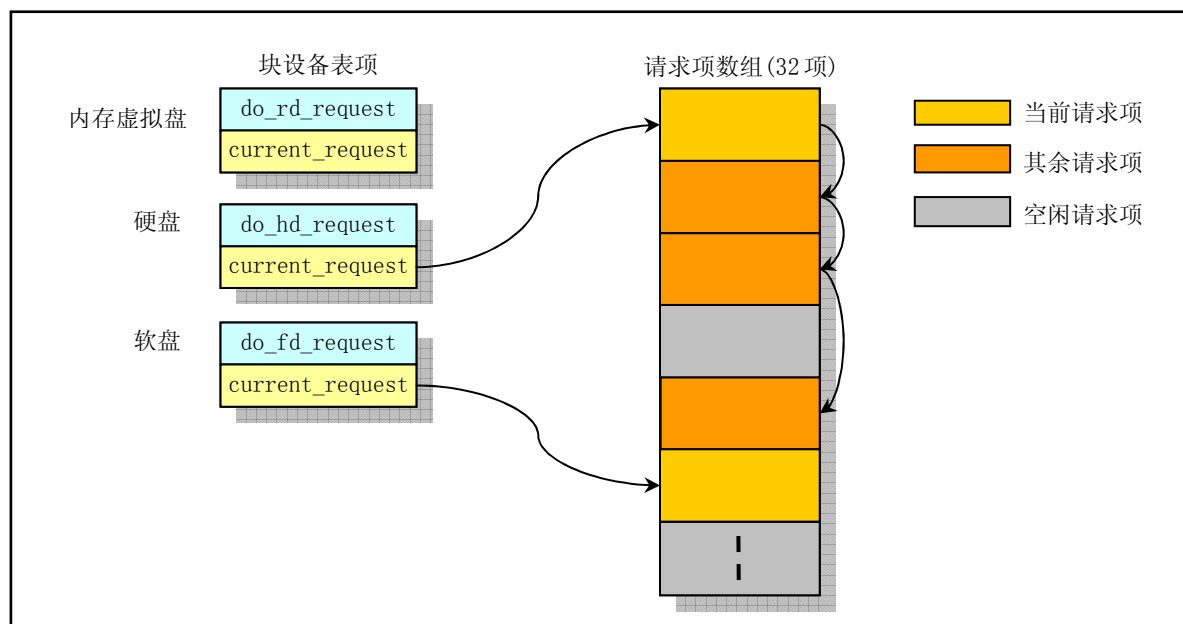 块设备表项
请求项数组(32 项)
内存虚拟盘
do_rd_request
current_request
硬盘
do_hd_request
current_request
软盘
do_fd_request
current_request
当前请求项
其余请求项
空闲请求项